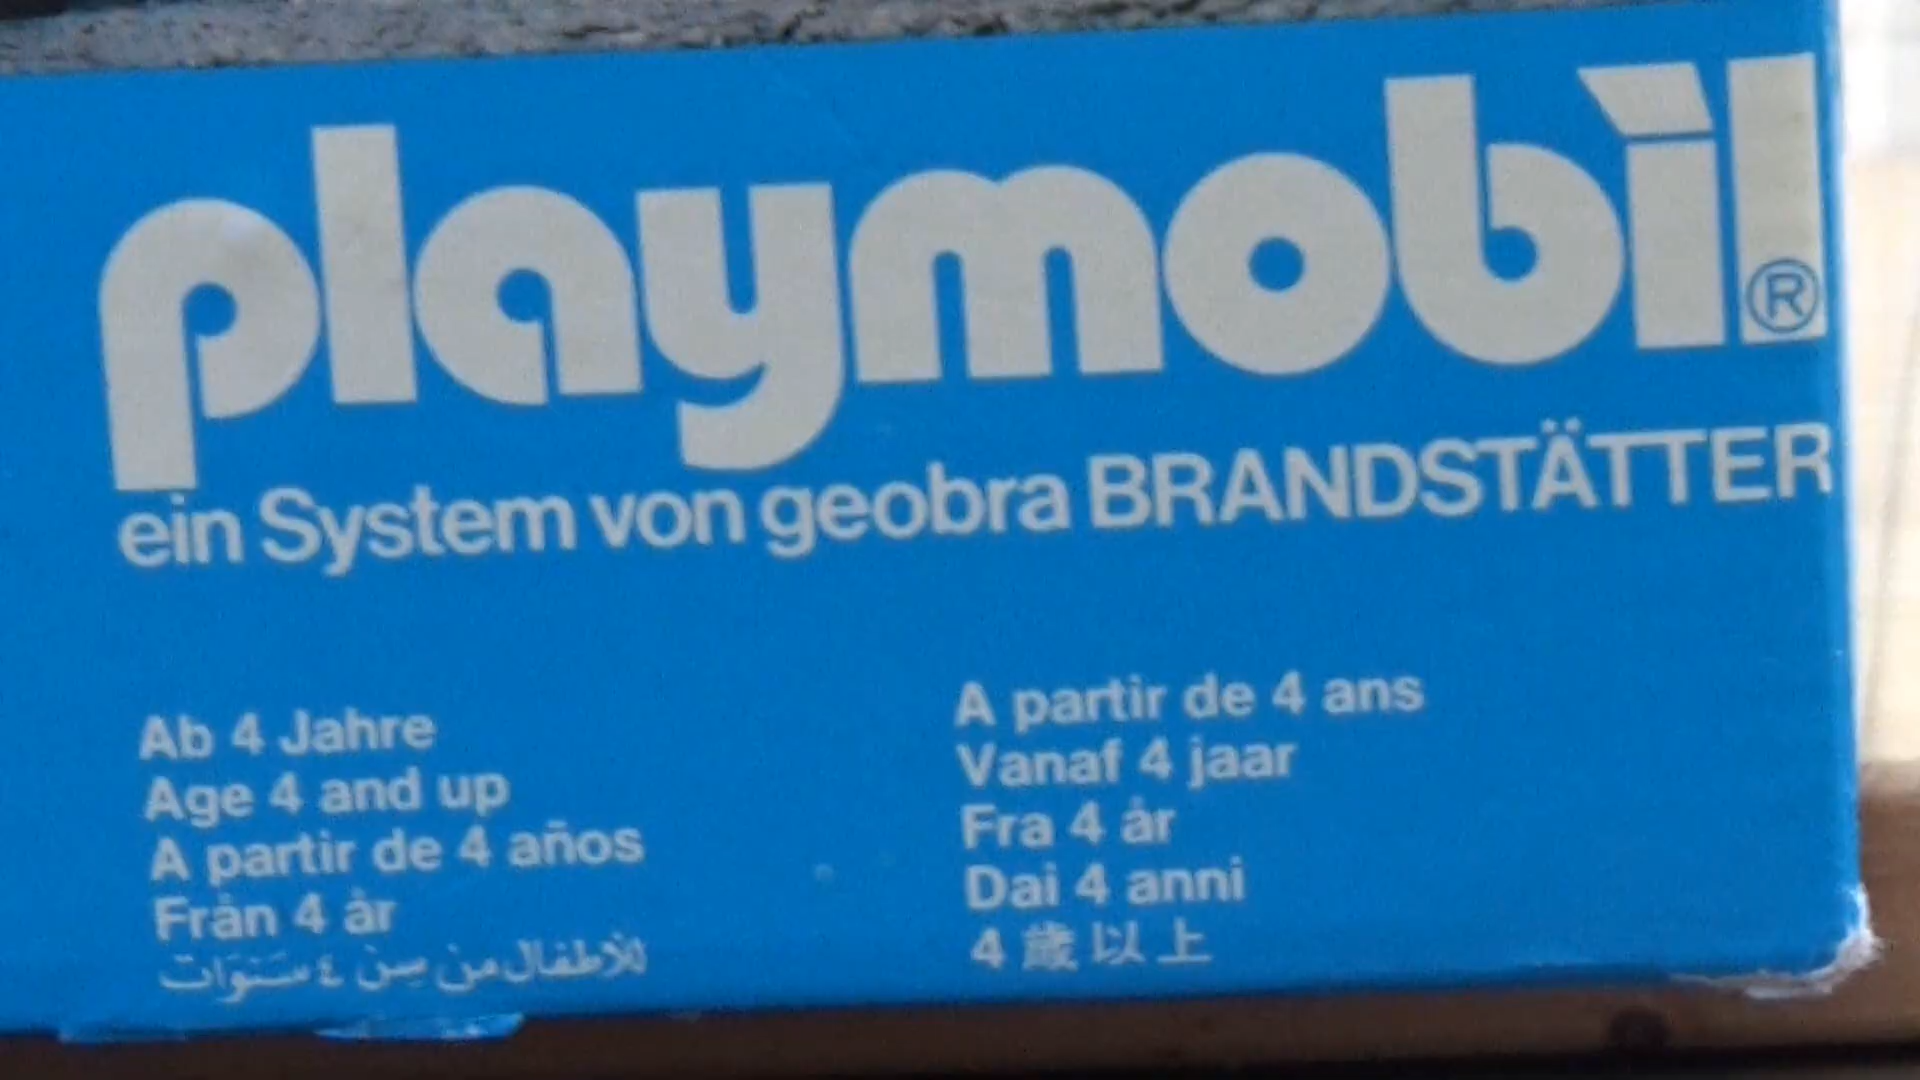 playmobil®
ein System von geobra BRANDSTÄTTER
Ab 4 Jahre
Age 4 and up
A partir de 4 años
Från 4 år
للأطفال من سن ٤ سنوات
A partir de 4 ans
Vanaf 4 jaar
Fra 4 år
Dai 4 anni
4歳以上